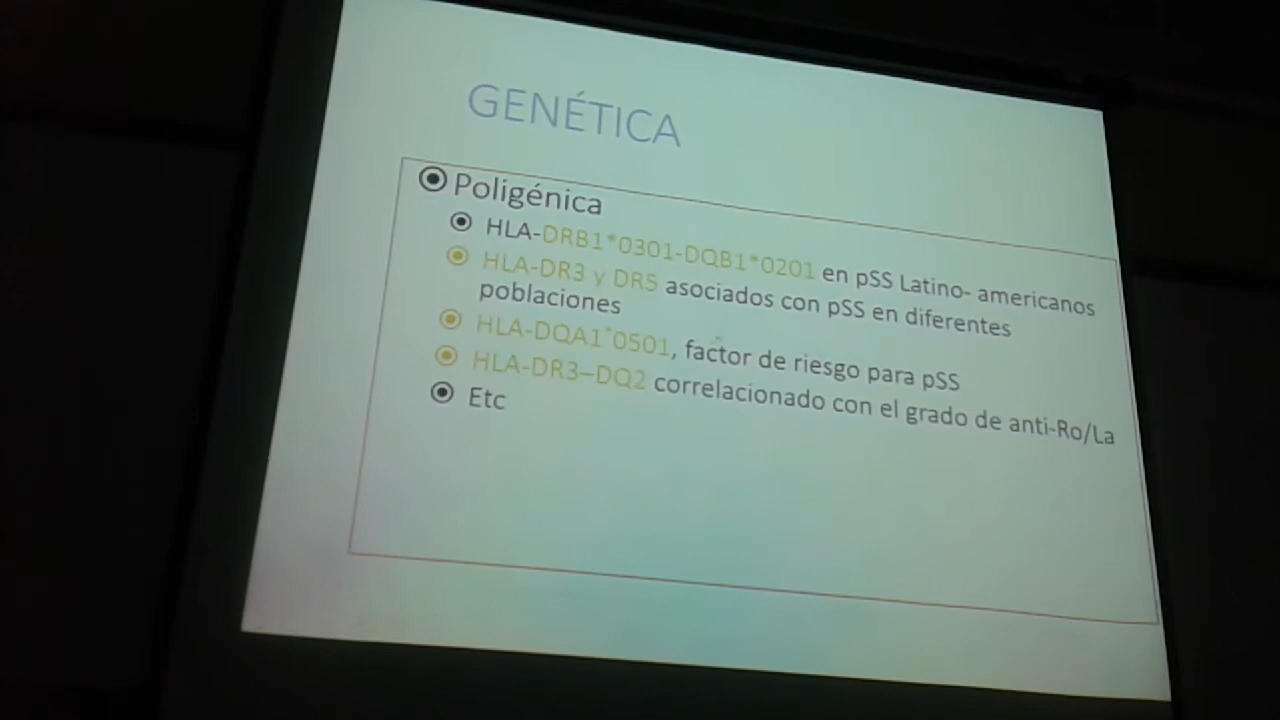 GENÉTICA
Poligénica
HLA-DRB1*0301-DQB1*0201 en pSS Latino- americanos
HLA-DR3 y DR5 asociados con pSS en diferentes
poblaciones
HLA-DQA1*0501, factor de riesgo para pSS
HLA-DR3–DQ2 correlacionado con el grado de anti-Ro/La
Etc